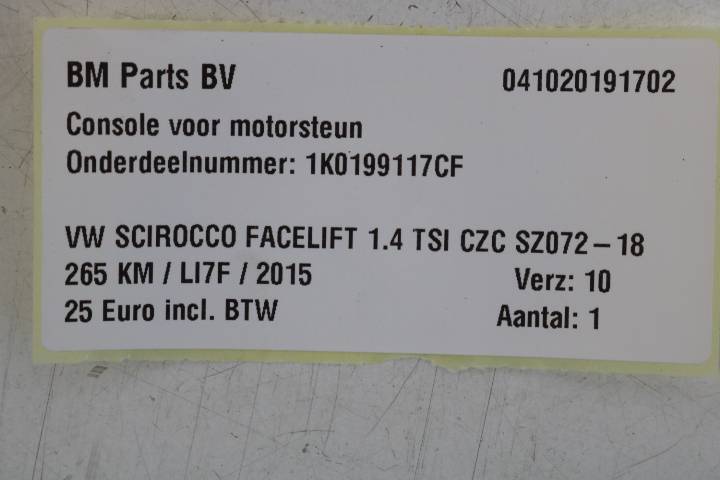 BM Parts BV 041020191702
Console voor motorsteun
Onderdeelnummer: 1K0199117CF
VW SCIROCCO FACELIFT 1.4 TSI CZC SZ072-18
265 KM / LI7F / 2015 Verz: 10
25 Euro incl. BTW Aantal: 1